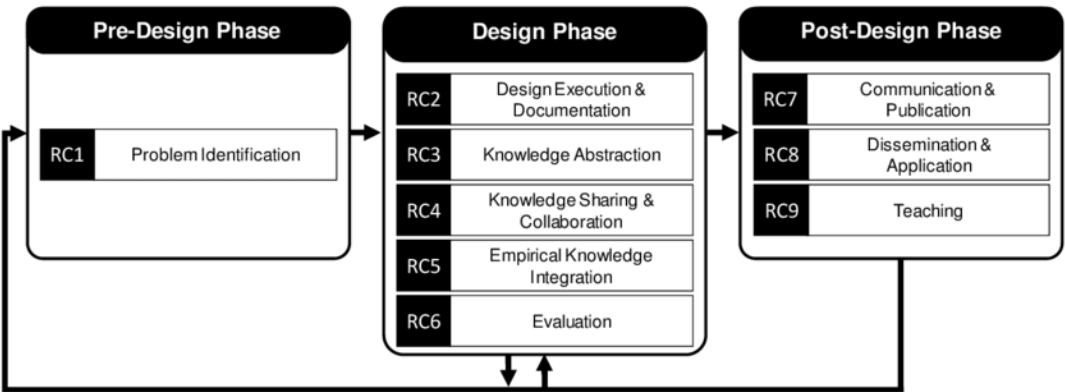 Pre-Design Phase
RC1
Problem Identification
Design Phase
RC2
Design Execution &
Documentation
RC3
Knowledge Abstraction
RC4
Knowledge Sharing &
Collaboration
RC5
Empirical Knowledge
Integration
RC6
Evaluation
Post-Design Phase
RC7
Communication &
Publication
RC8
Dissemination &
Application
RC9
Teaching